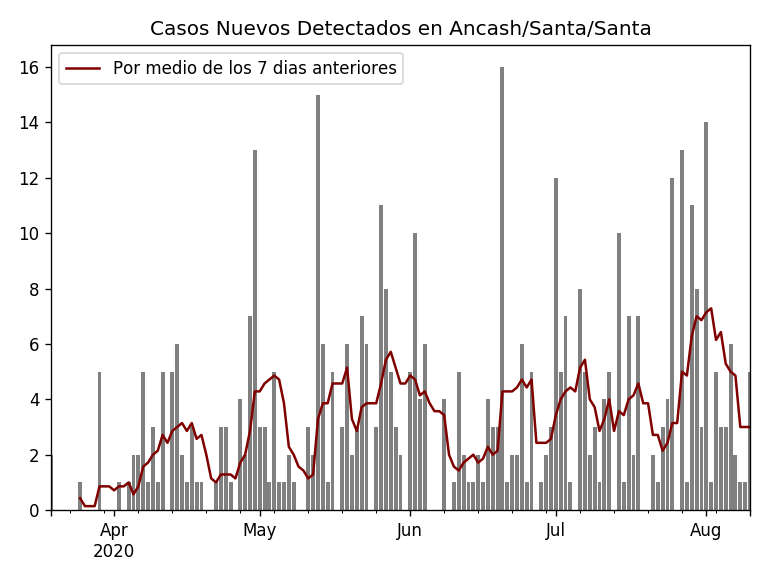 Casos Nuevos Detectados en Ancash/Santa/Santa
Por medio de los 7 dias anteriores
16
14
12
10
8
6
4
2
0
Apr
2020
May
Jun
Jul
Aug